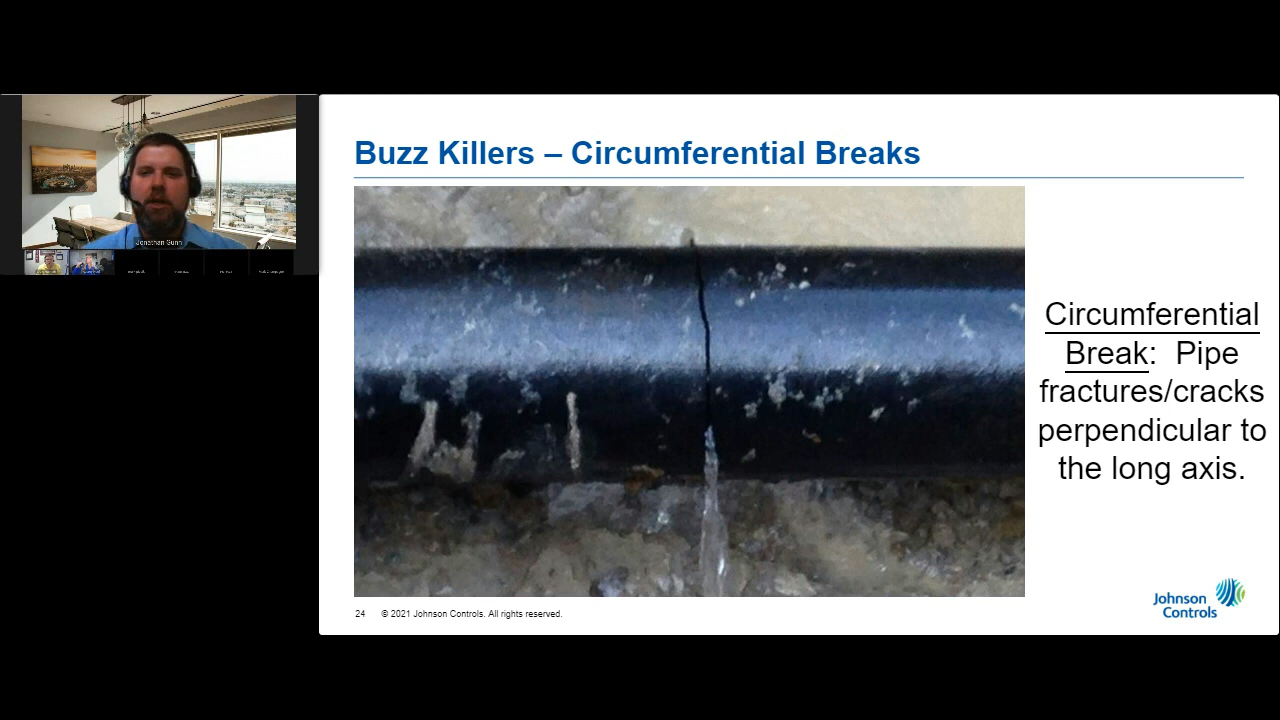 Jonathan Gunn
Buzz Killers – Circumferential Breaks
Circumferential
Break: Pipe
fractures/cracks
perpendicular to
the long axis.
24 © 2021 Johnson Controls. All rights reserved.
Johnson
Controls